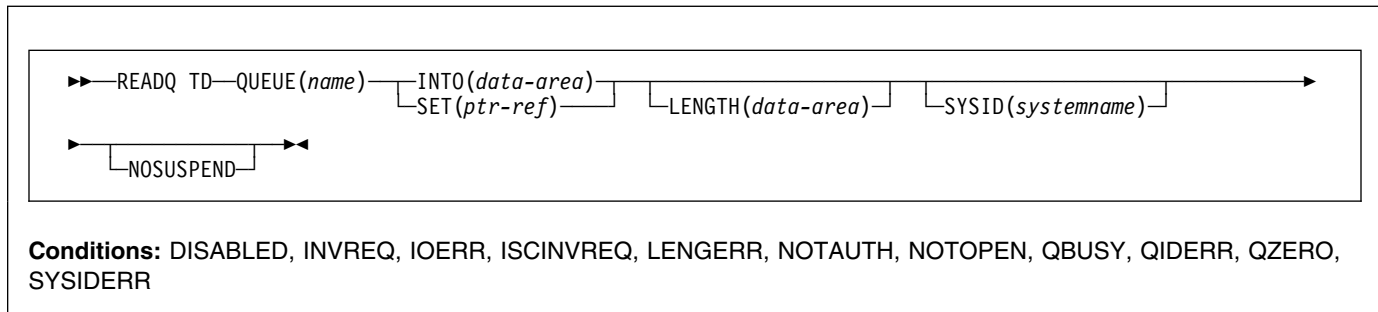 READQ TD QUEUE(name) INTO(data-area)
SET(ptr-ref) LENGTH(data-area) SYSID(systemname)
NOSUSPEND
Conditions: DISABLED, INVREQ, IOERR, ISCINVREQ, LENGERR, NOTAUTH, NOTOPEN, QBUSY, QIDERR, QZERO,
SYSIDERR